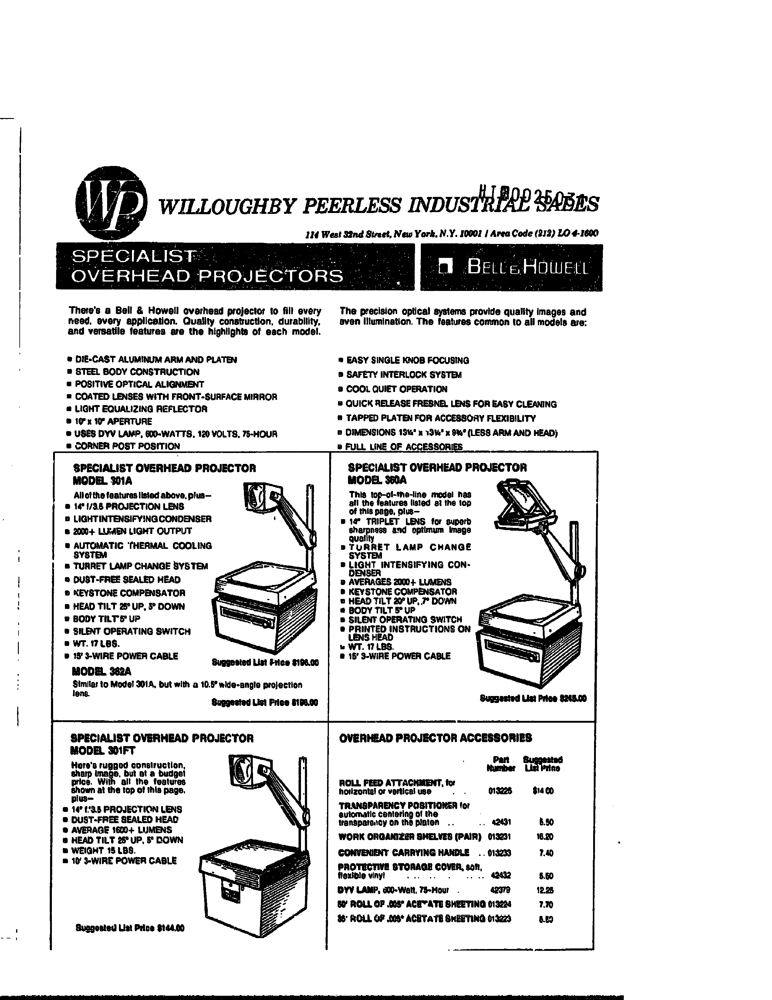 WP WILLOUGHBY PEERLESS INDUSTRIAL SALES
114 West 32nd Street, New York, N.Y. 10001 / Area Code (212) LO 4-1600
SPECIALIST
OVERHEAD PROJECTORS
BELL & HOWELL
There's a Bell & Howell overhead projector to fill every
need, every application. Quality construction, durability,
and versatile features are the highlights of each model.
The precision optical systems provide quality images and
even illumination. The features common to all models are:
■ DIE-CAST ALUMINUM ARM AND PLATEN
■ STEEL BODY CONSTRUCTION
■ POSITIVE OPTICAL ALIGNMENT
■ COATED LENSES WITH FRONT-SURFACE MIRROR
■ LIGHT EQUALIZING REFLECTOR
■ 10" x 10" APERTURE
■ USES DYV LAMP, 600-WATTS, 120 VOLTS, 75-HOUR
■ CORNER POST POSITION
■ EASY SINGLE KNOB FOCUSING
■ SAFETY INTERLOCK SYSTEM
■ COOL QUIET OPERATION
■ QUICK RELEASE FRESNEL LENS FOR EASY CLEANING
■ TAPPED PLATEN FOR ACCESSORY FLEXIBILITY
■ DIMENSIONS 13¼" x 13¼" x 9¼" (LESS ARM AND HEAD)
■ FULL LINE OF ACCESSORIES
SPECIALIST OVERHEAD PROJECTOR
MODEL 301A
All of the features listed above, plus—
■ 14" f/3.5 PROJECTION LENS
■ LIGHT INTENSIFYING CONDENSER
■ 2000+ LUMEN LIGHT OUTPUT
■ AUTOMATIC THERMAL COOLING
SYSTEM
■ TURRET LAMP CHANGE SYSTEM
■ DUST-FREE SEALED HEAD
■ KEYSTONE COMPENSATOR
■ HEAD TILT 25° UP, 5° DOWN
■ BODY TILT 5° UP
■ SILENT OPERATING SWITCH
■ WT. 17 LBS.
■ 15' 3-WIRE POWER CABLE
Suggested List Price $196.00
MODEL 362A
Similar to Model 301A, but with a 10.5" wide-angle projection
lens.
Suggested List Price $196.00
SPECIALIST OVERHEAD PROJECTOR
MODEL 360A
This top-of-the-line model has
all the features listed at the top
of this page, plus—
■ 14" TRIPLET LENS for superb
sharpness and optimum image
quality
■ TURRET LAMP CHANGE
SYSTEM
■ LIGHT INTENSIFYING CON-
DENSER
■ AVERAGES 2000+ LUMENS
■ KEYSTONE COMPENSATOR
■ HEAD TILT 20° UP, 7° DOWN
■ BODY TILT 5° UP
■ SILENT OPERATING SWITCH
■ PRINTED INSTRUCTIONS ON
LENS HEAD
■ WT. 17 LBS.
■ 15' 3-WIRE POWER CABLE
Suggested List Price $245.00
SPECIALIST OVERHEAD PROJECTOR
MODEL 301FT
Here's rugged construction,
sharp image, but at a budget
price. With all the features
shown at the top of this page,
plus—
■ 14" f/3.5 PROJECTION LENS
■ DUST-FREE SEALED HEAD
■ AVERAGE 1600+ LUMENS
■ HEAD TILT 25° UP, 5° DOWN
■ WEIGHT 15 LBS.
■ 10' 3-WIRE POWER CABLE
Suggested List Price $144.00
OVERHEAD PROJECTOR ACCESSORIES
Part Number Suggested List Price
ROLL FEED ATTACHMENT, for
horizontal or vertical use 013225 $14.00
TRANSPARENCY POSITIONER for
automatic centering of the
transparency on the platen .. .. 42431 5.50
WORK ORGANIZER SHELVES (PAIR) 013231 16.20
CONVENIENT CARRYING HANDLE .. 013233 7.40
PROTECTIVE STORAGE COVER, soft,
flexible vinyl .. 42432 5.50
DYV LAMP, 600-Watt, 75-Hour . 42379 12.25
50' ROLL OF .005" ACETATE SHEETING 013224 7.70
ROLL OF .005" ACETATE SHEETING 013223